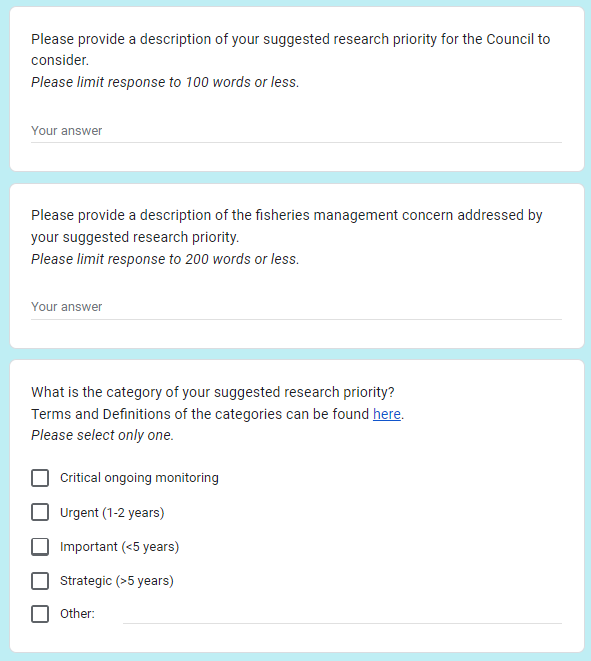 Please provide a description of your suggested research priority for the Council to
consider.
Please limit response to 100 words or less.
Your answer
Please provide a description of the fisheries management concern addressed by
your suggested research priority.
Please limit response to 200 words or less.
Your answer
What is the category of your suggested research priority?
Terms and Definitions of the categories can be found here.
Please select only one.
Critical ongoing monitoring
Urgent (1-2 years)
Important (<5 years)
Strategic (>5 years)
Other: